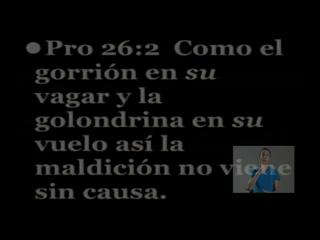 ●Pro 26:2 Como el
gorrión en su
vagar y la
golondrina en su
vuelo así la
maldición no viene
sin causa.